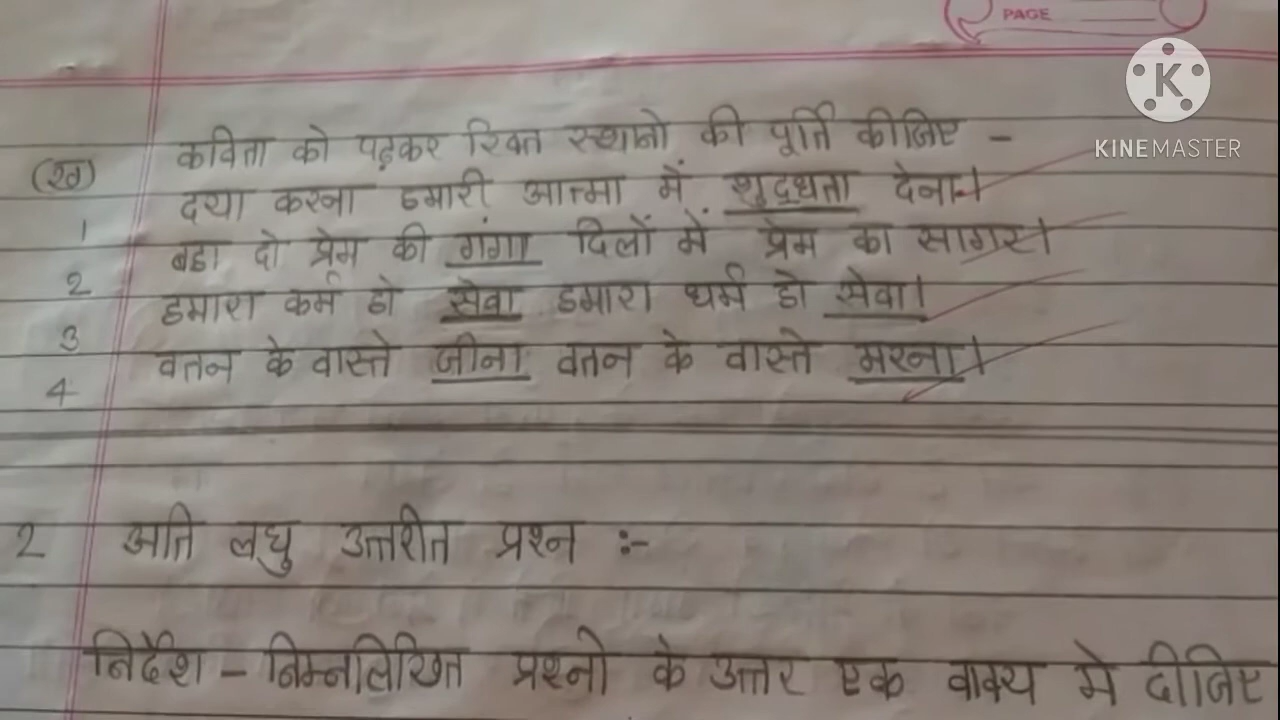 PAGE
KINEMASTER
(ख) कविता को पढ़कर रिक्त स्थानो की पूर्ति कीजिए -
1 दया करना हमारी आत्मा में शुद्धता देना।
2 बहा दो प्रेम की गंगा दिलों में प्रेम का सागर।
3 हमारा कर्म हो सेवा हमारा धर्म हो सेवा।
4 वतन के वास्ते जीना वतन के वास्ते मरना।
2 अति लघु उत्तरीत प्रश्न :-
निर्देश - निम्नलिखित प्रश्नो के उत्तर एक वाक्य मे दीजिए